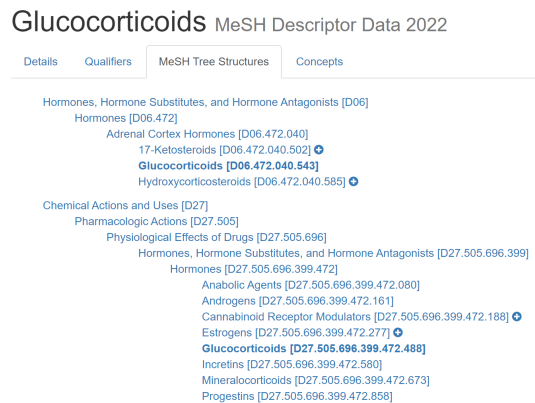 Glucocorticoids MeSH Descriptor Data 2022
Details Qualifiers MeSH Tree Structures Concepts
Hormones, Hormone Substitutes, and Hormone Antagonists [D06]
Hormones [D06.472]
Adrenal Cortex Hormones [D06.472.040]
17-Ketosteroids [D06.472.040.502]
Glucocorticoids [D06.472.040.543]
Hydroxycorticosteroids [D06.472.040.585]
Chemical Actions and Uses [D27]
Pharmacologic Actions [D27.505]
Physiological Effects of Drugs [D27.505.696]
Hormones, Hormone Substitutes, and Hormone Antagonists [D27.505.696.399]
Hormones [D27.505.696.399.472]
Anabolic Agents [D27.505.696.399.472.080]
Androgens [D27.505.696.399.472.161]
Cannabinoid Receptor Modulators [D27.505.696.399.472.188]
Estrogens [D27.505.696.399.472.277]
Glucocorticoids [D27.505.696.399.472.488]
Incretins [D27.505.696.399.472.580]
Mineralocorticoids [D27.505.696.399.472.673]
Progestins [D27.505.696.399.472.858]